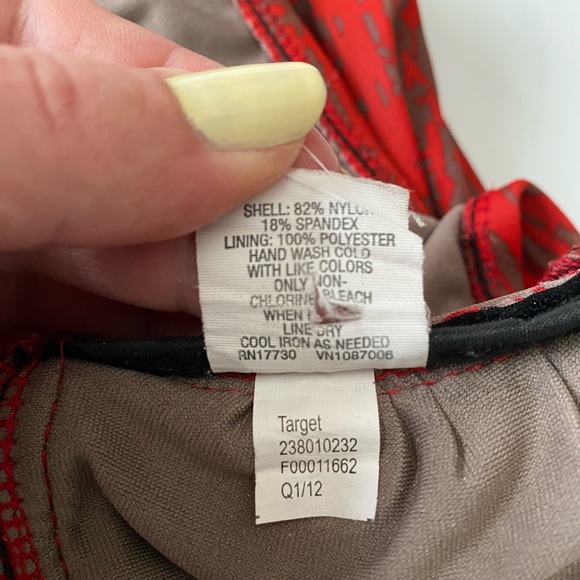 SHELL: 82% NYLON
18% SPANDEX
LINING: 100% POLYESTER
HAND WASH COLD
WITH LIKE COLORS
ONLY NON-
CHLORINE BLEACH
WHEN
LINE DRY
COOL IRON AS NEEDED
RN17730 VN1087006
Target
238010232
F00011662
Q1/12